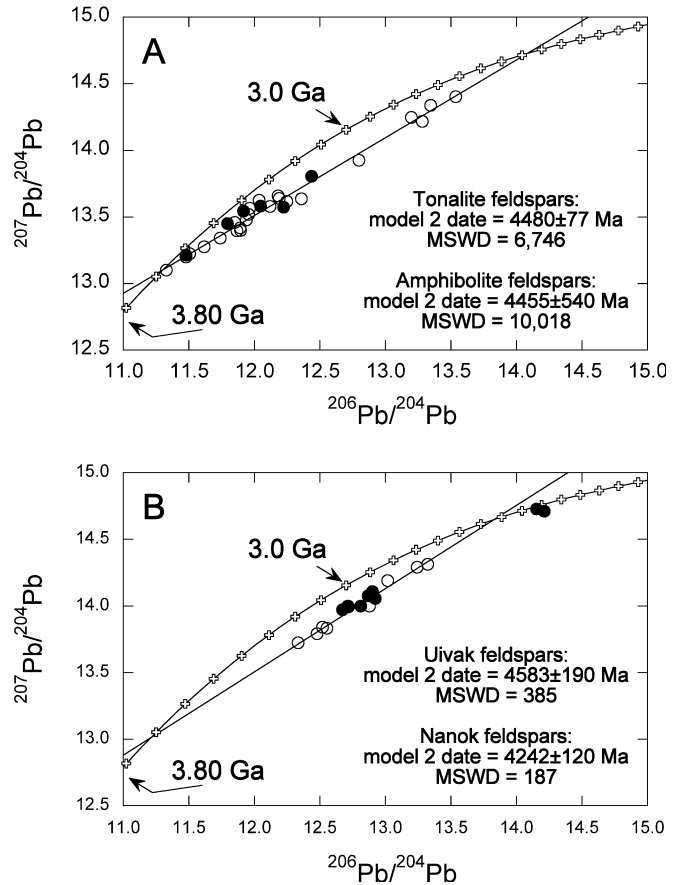 15.0
A
14.5
3.0 Ga
14.0
Tonalite feldspars:
model 2 date = 4480±77 Ma
MSWD = 6,746
13.5
Amphibolite feldspars:
model 2 date = 4455±540 Ma
MSWD = 10,018
13.0
3.80 Ga
12.5
11.0 11.5 12.0 12.5 13.0 13.5 14.0 14.5 15.0
207Pb/204Pb
206Pb/204Pb
15.0
B
14.5
3.0 Ga
14.0
Uivak feldspars:
model 2 date = 4583±190 Ma
MSWD = 385
13.5
Nanok feldspars:
model 2 date = 4242±120 Ma
MSWD = 187
13.0
3.80 Ga
12.5
11.0 11.5 12.0 12.5 13.0 13.5 14.0 14.5 15.0
207Pb/204Pb
206Pb/204Pb